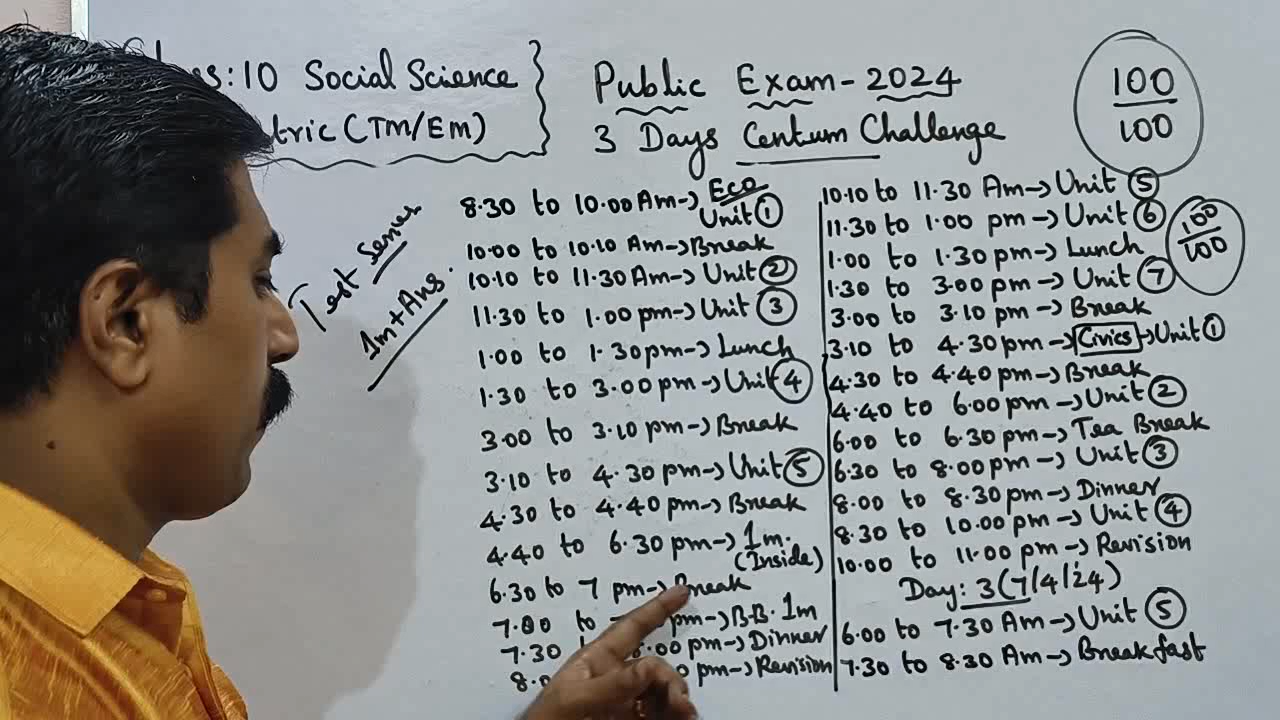 :10 Social Science
(TM/EM)
Public Exam-2024
3 Days Centum Challenge
100
100
Test Series
1m+Ans.
8.30 to 10.00 Am→ Eco
Unit ①
10.00 to 10.10 Am→Break
10.10 to 11.30 Am→ Unit ②
11.30 to 1.00 pm→ Unit ③
1.00 to 1.30 pm→ Lunch
1.30 to 3.00 pm→ Unit ④
3.00 to 3.10 pm→ Break
3.10 to 4.30 pm→ Unit ⑤
4.30 to 4.40 pm→ Break
4.40 to 6.30 pm→ 1m.
(Inside)
6.30 to 7 pm→ Break
7.00 to pm→B.B. 1m
7.30 .00 pm→ Dinner
8. pm→ Revision
10.10 to 11.30 Am→ Unit ⑤
11.30 to 1.00 pm→ Unit ⑥
1.00 to 1.30 pm→ Lunch
1.30 to 3.00 pm→ Unit ⑦
3.00 to 3.10 pm→ Break
3.10 to 4.30 pm→ Civics→Unit ①
4.30 to 4.40 pm→ Break
4.40 to 6.00 pm→ Unit ②
6.00 to 6.30 pm→ Tea Break
6.30 to 8.00 pm→ Unit ③
8.00 to 8.30 pm→ Dinner
8.30 to 10.00 pm→ Unit ④
10.00 to 11.00 pm→ Revision
Day: 3 (7/4/24)
6.00 to 7.30 Am→ Unit ⑤
7.30 to 8.30 Am→ Breakfast
100
100